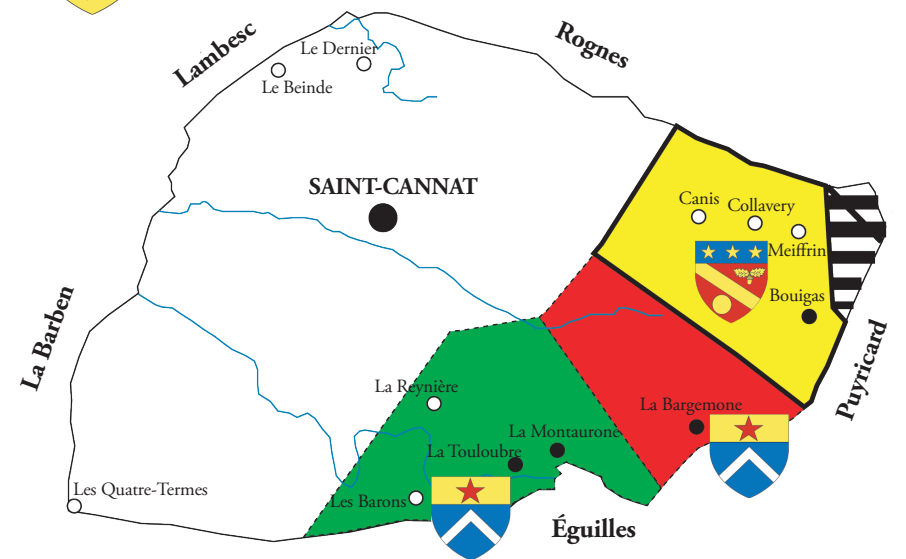 Lambesc
Rognes
Le Dernier
Le Beinde
SAINT-CANNAT
Canis
Collavery
Meiffrin
Bouigas
La Barben
Puyricard
La Reynière
La Bargemone
La Montaurone
La Touloubre
Les Quatre-Termes
Les Barons
Éguilles